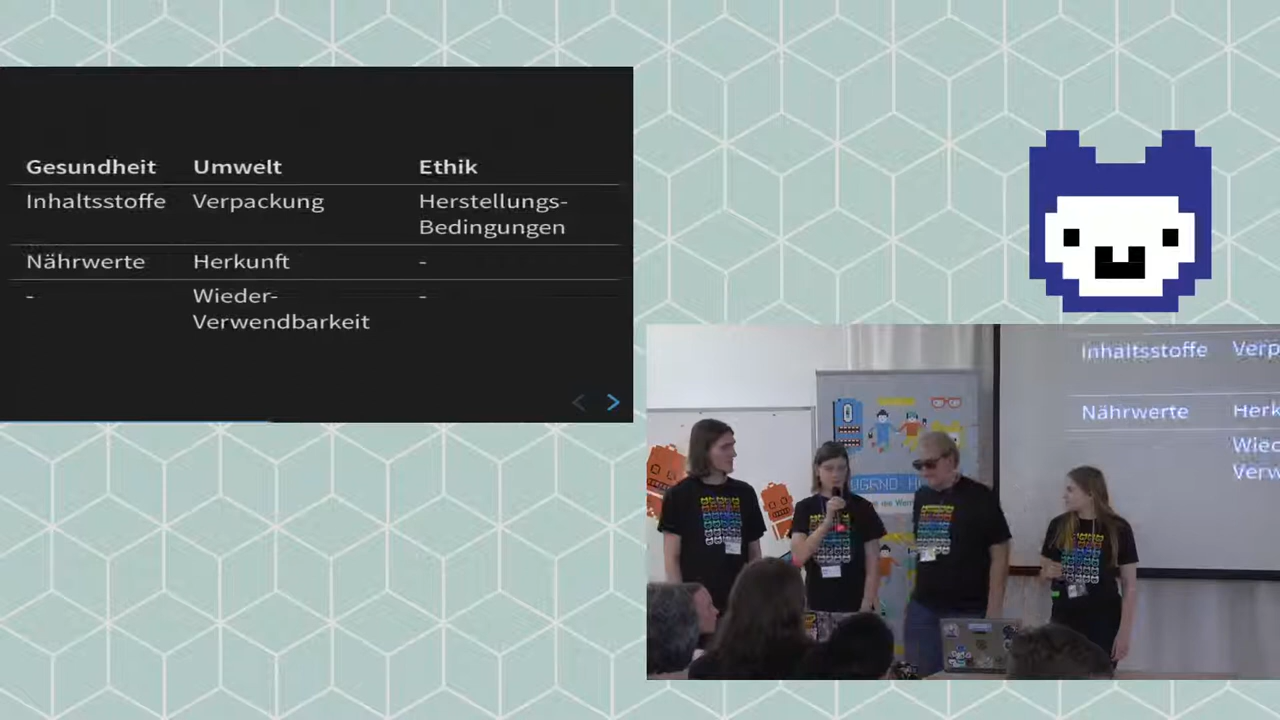 Gesundheit Umwelt Ethik
Inhaltsstoffe Verpackung Herstellungs-
Bedingungen
Nährwerte Herkunft -
- Wieder- -
Verwendbarkeit
Inhaltsstoffe
Nährwerte